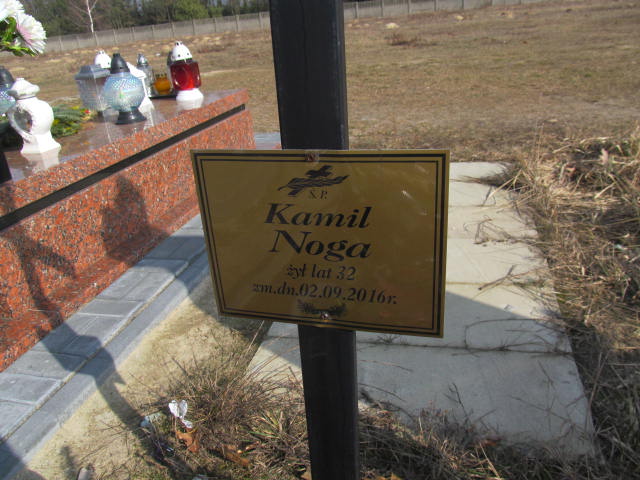 Ś.P.
Kamil
Noga
żył lat 32
zm.dn.02.09.2016r.